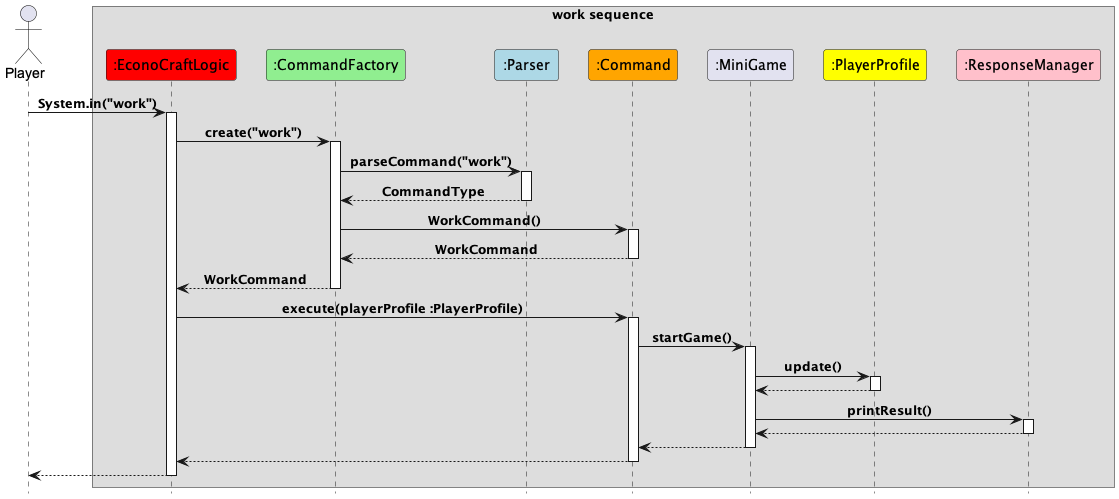 work sequence
:EconoCraftLogic
:CommandFactory
:Parser
:Command
:MiniGame
:PlayerProfile
:ResponseManager
Player
System.in("work")
create("work")
parseCommand("work")
CommandType
WorkCommand()
WorkCommand
WorkCommand
execute(playerProfile :PlayerProfile)
startGame()
update()
printResult()